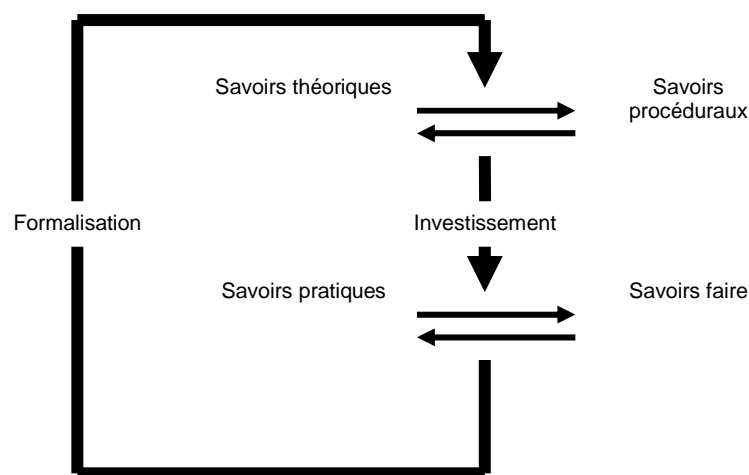 Savoirs théoriques
Savoirs
procéduraux
Formalisation
Investissement
Savoirs pratiques
Savoirs faire